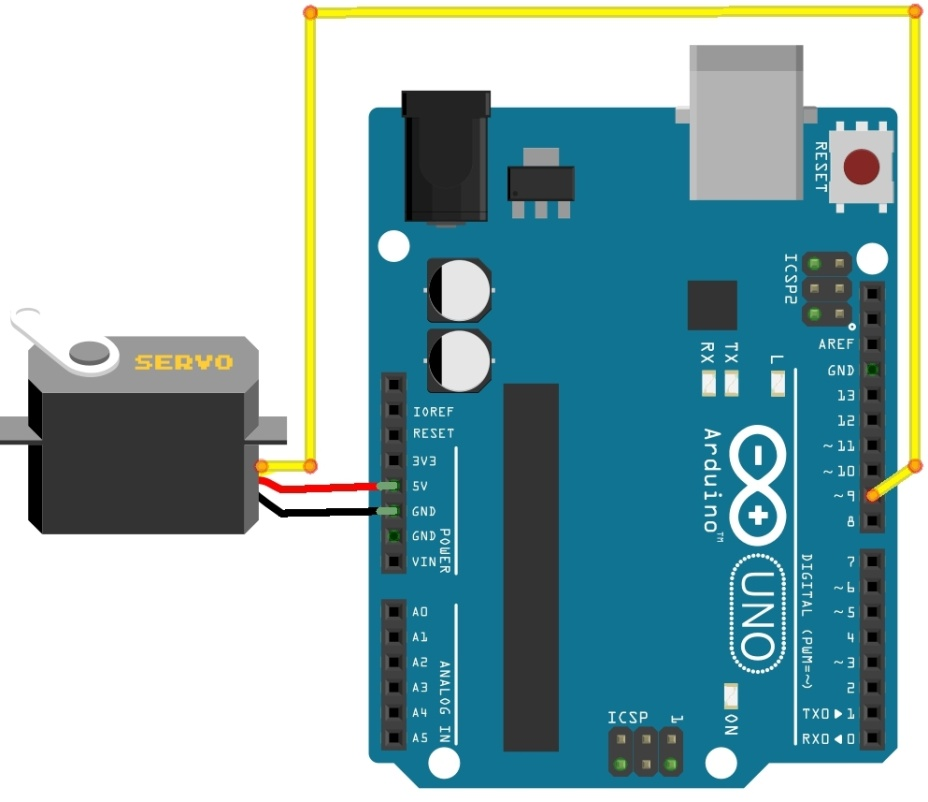 SERVO
RESET
ICSP2
IOREF
RESET
3V3
5V
GND
GND
VIN
POWER
A0
A1
A2
A3
A4
A5
ANALOG IN
RX
TX
L
Arduino™
UNO
ON
ICSP
1
AREF
GND
13
12
~11
~10
~9
8
7
~6
~5
4
~3
2
TX0▶1
RX0◀0
DIGITAL (PWM=~)